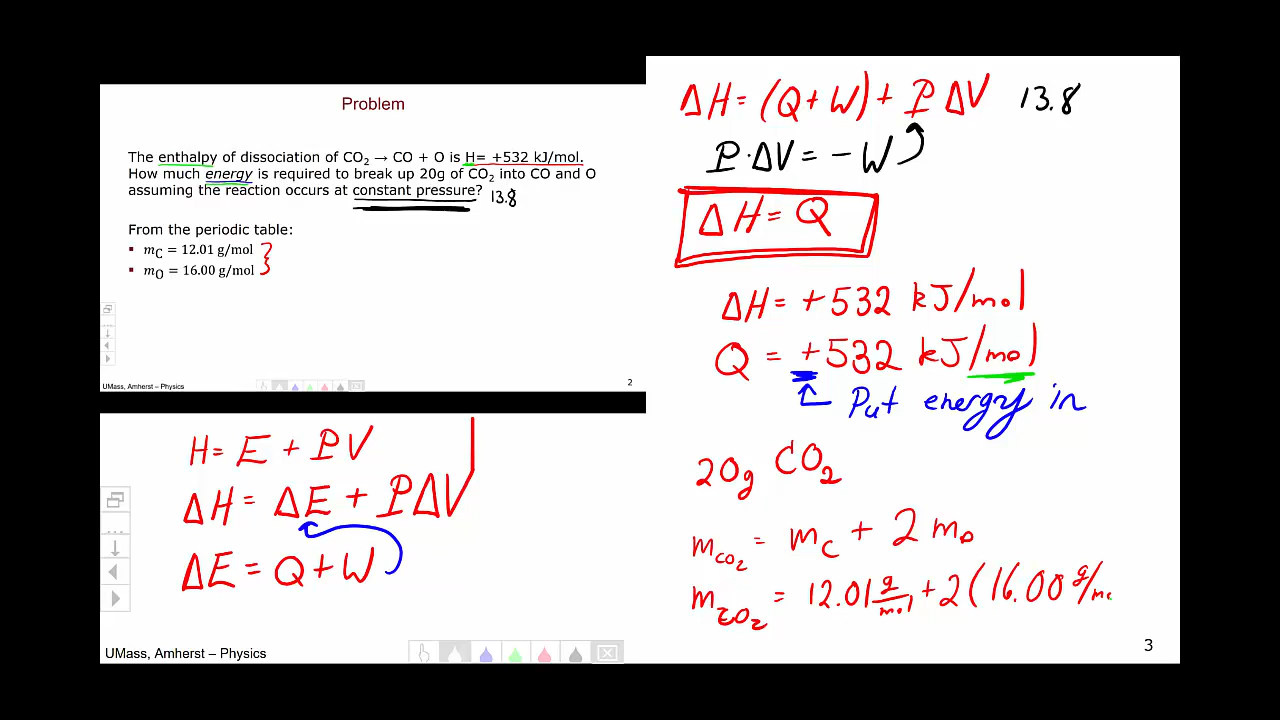 Problem
The enthalpy of dissociation of CO₂ → CO + O is H= +532 kJ/mol.
How much energy is required to break up 20g of CO₂ into CO and O
assuming the reaction occurs at constant pressure? 13.8
From the periodic table:
▪ m_C = 12.01 g/mol
▪ m_O = 16.00 g/mol
UMass, Amherst – Physics
2
H = E + PV
ΔH = ΔE + PΔV
ΔE = Q + W
UMass, Amherst – Physics
ΔH = (Q + W) + PΔV 13.8
P·ΔV = -W
ΔH = Q
ΔH = +532 kJ/mol
Q = +532 kJ/mol
Put energy in
20g CO₂
m_CO₂ = m_C + 2 m_O
m_CO₂ = 12.01 g/mol + 2(16.00 g/mo
3